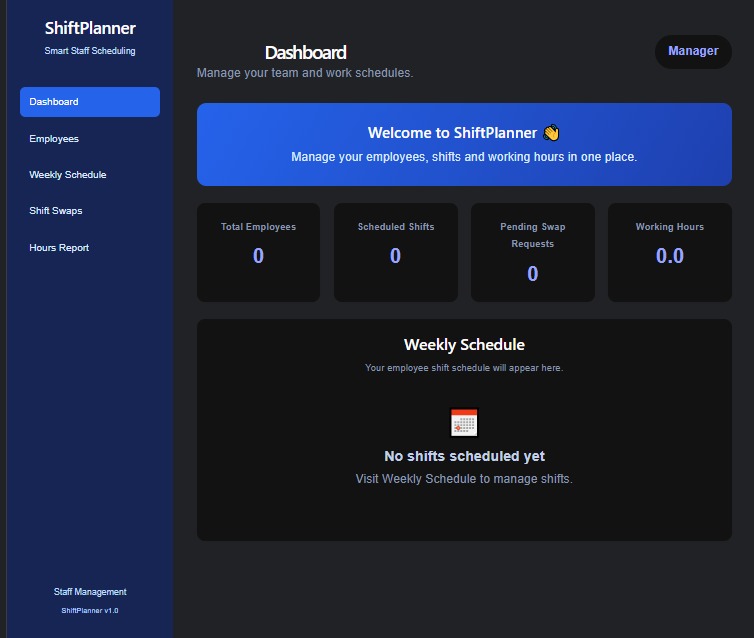 ShiftPlanner
Smart Staff Scheduling
Dashboard
Employees
Weekly Schedule
Shift Swaps
Hours Report
Staff Management
ShiftPlanner v1.0
Dashboard
Manage your team and work schedules.
Manager
Welcome to ShiftPlanner 👋
Manage your employees, shifts and working hours in one place.
Total Employees
0
Scheduled Shifts
0
Pending Swap
Requests
0
Working Hours
0.0
Weekly Schedule
Your employee shift schedule will appear here.
No shifts scheduled yet
Visit Weekly Schedule to manage shifts.